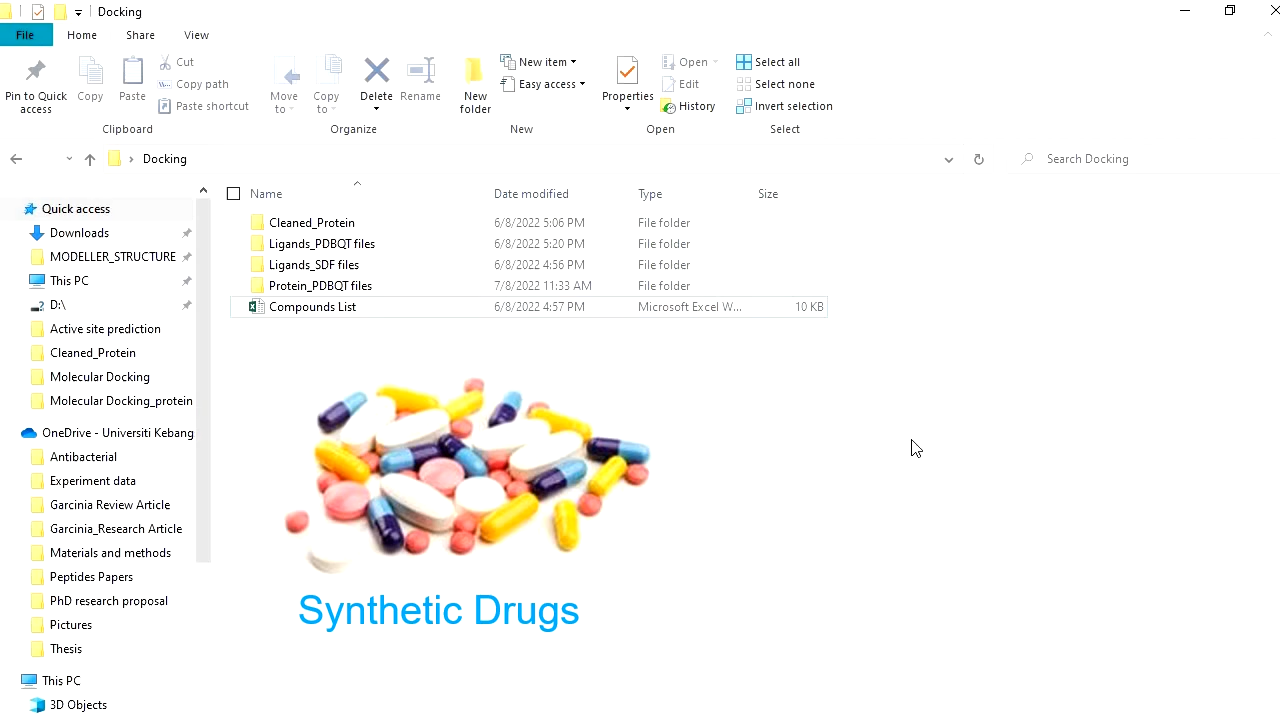 Docking
File Home Share View
Pin to Quick access
Copy
Paste
Cut
Copy path
Paste shortcut
Clipboard
Move to
Copy to
Delete
Rename
Organize
New folder
New item
Easy access
New
Properties
Open
Edit
History
Open
Select all
Select none
Invert selection
Select
Docking
Search Docking
Name Date modified Type Size
Cleaned_Protein 6/8/2022 5:06 PM File folder
Ligands_PDBQT files 6/8/2022 5:20 PM File folder
Ligands_SDF files 6/8/2022 4:56 PM File folder
Protein_PDBQT files 7/8/2022 11:33 AM File folder
Compounds List 6/8/2022 4:57 PM Microsoft Excel W... 10 KB
Quick access
Downloads
MODELLER_STRUCTURE
This PC
D:\
Active site prediction
Cleaned_Protein
Molecular Docking
Molecular Docking_protein
OneDrive - Universiti Kebang
Antibacterial
Experiment data
Garcinia Review Article
Garcinia_Research Article
Materials and methods
Peptides Papers
PhD research proposal
Pictures
Thesis
This PC
3D Objects
Synthetic Drugs